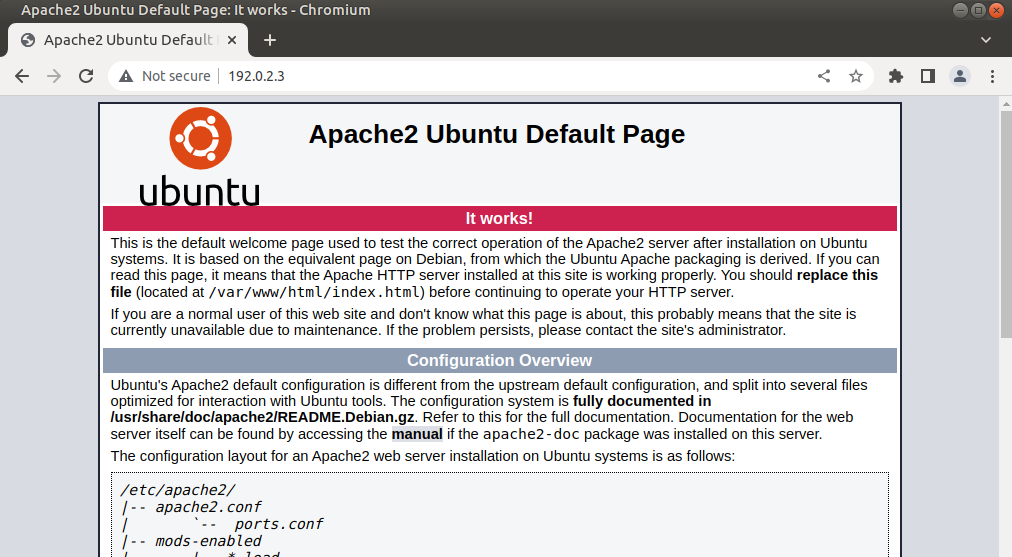 Apache2 Ubuntu Default Page: It works - Chromium
Apache2 Ubuntu Default
Not secure
192.0.2.3
ubuntu
Apache2 Ubuntu Default Page
It works!
This is the default welcome page used to test the correct operation of the Apache2 server after installation on Ubuntu
systems. It is based on the equivalent page on Debian, from which the Ubuntu Apache packaging is derived. If you can
read this page, it means that the Apache HTTP server installed at this site is working properly. You should replace this
file (located at /var/www/html/index.html) before continuing to operate your HTTP server.
If you are a normal user of this web site and don't know what this page is about, this probably means that the site is
currently unavailable due to maintenance. If the problem persists, please contact the site's administrator.
Configuration Overview
Ubuntu's Apache2 default configuration is different from the upstream default configuration, and split into several files
optimized for interaction with Ubuntu tools. The configuration system is fully documented in
/usr/share/doc/apache2/README.Debian.gz. Refer to this for the full documentation. Documentation for the web
server itself can be found by accessing the manual if the apache2-doc package was installed on this server.
The configuration layout for an Apache2 web server installation on Ubuntu systems is as follows:
/etc/apache2/
|-- apache2.conf
|       `--  ports.conf
|-- mods-enabled
|       |-- *.load